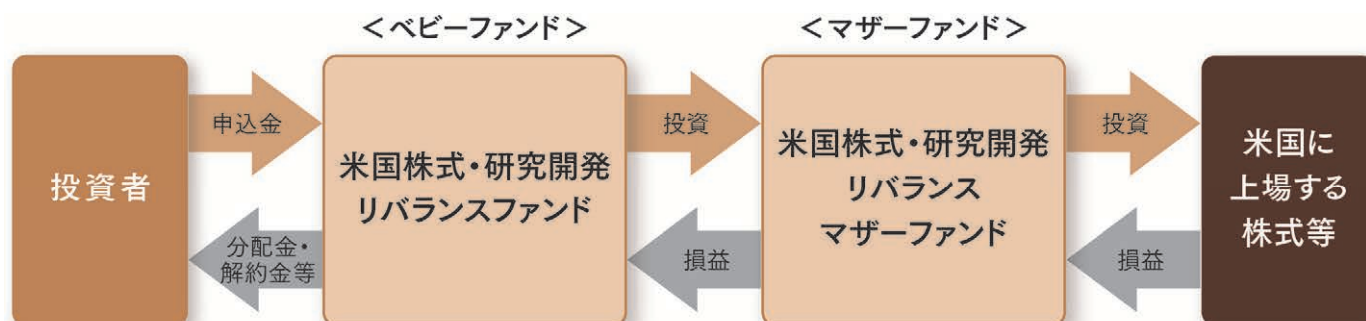 ＜ベビーファンド＞
＜マザーファンド＞
投資者
申込金
分配金・
解約金等
米国株式・研究開発
リバランスファンド
投資
損益
米国株式・研究開発
リバランス
マザーファンド
投資
損益
米国に
上場する
株式等